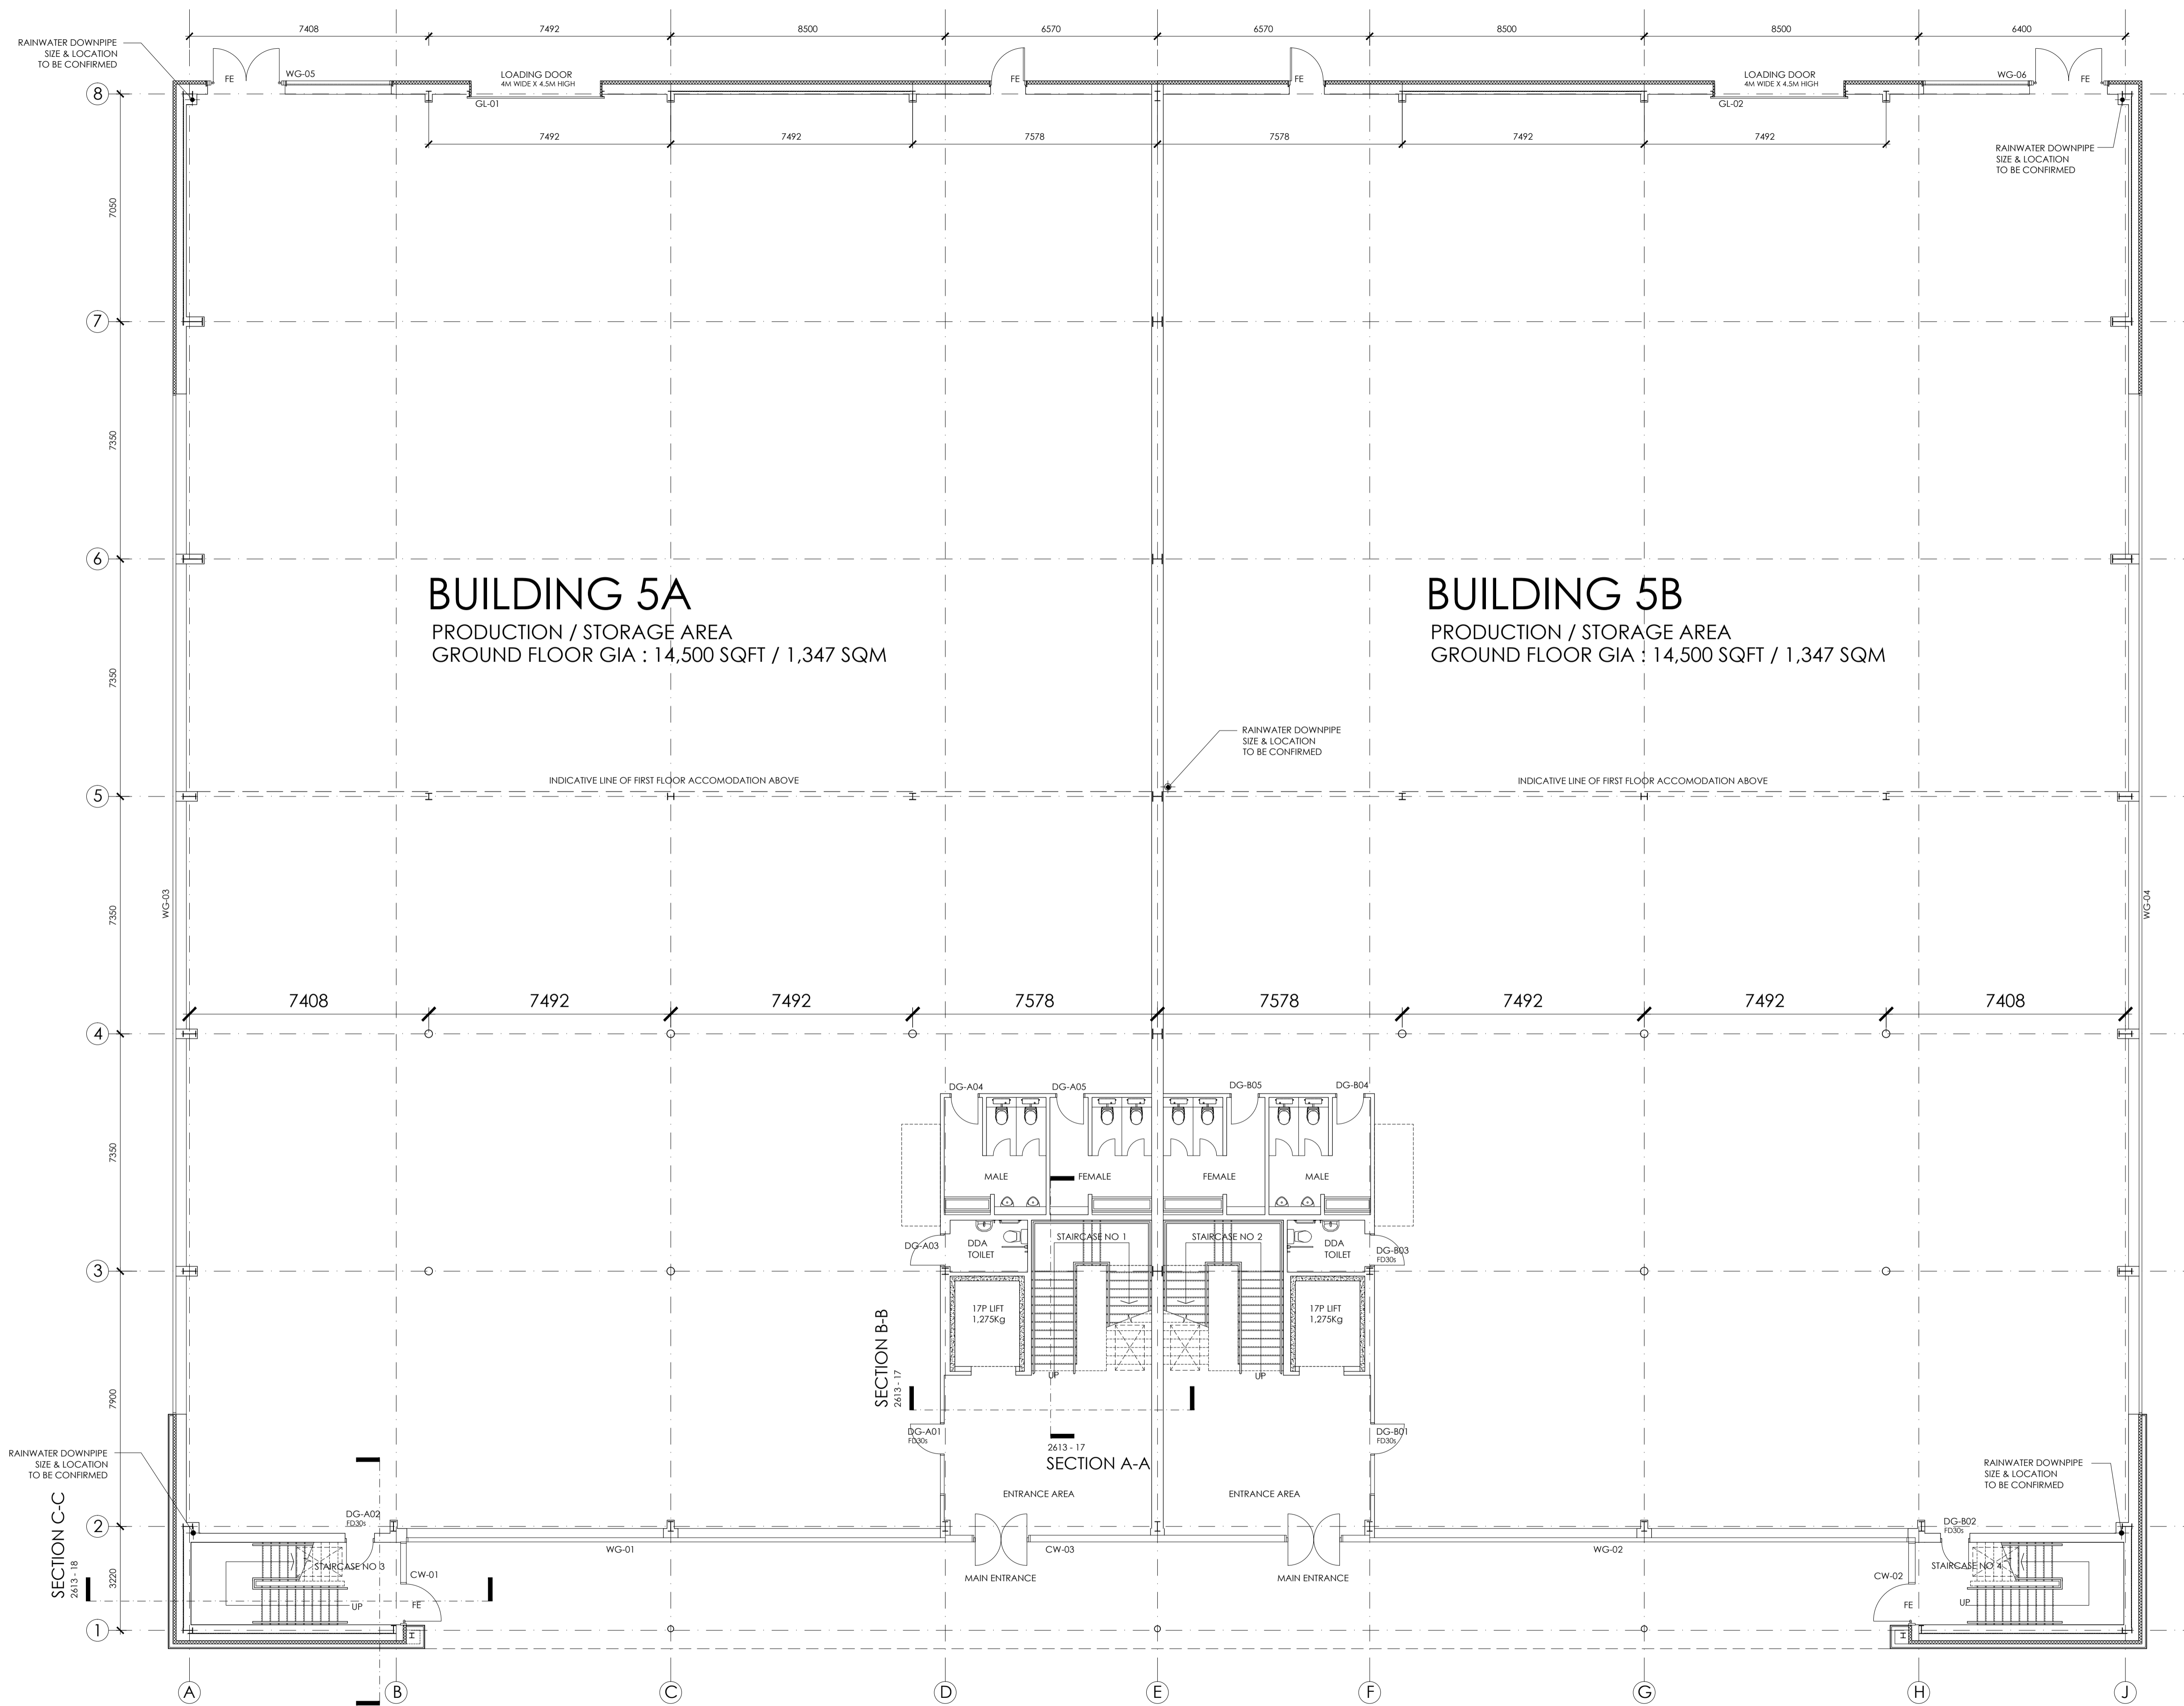 7408
7492
8500
6570
6570
8500
8500
6400
RAINWATER DOWNPIPE
SIZE & LOCATION
TO BE CONFIRMED
FE
WG-05
LOADING DOOR
4M WIDE X 4.5M HIGH
GL-01
FE
FE
LOADING DOOR
4M WIDE X 4.5M HIGH
GL-02
WG-06
FE
8
7492
7492
7578
7578
7492
7492
RAINWATER DOWNPIPE
SIZE & LOCATION
TO BE CONFIRMED
7050
7
7350
6
BUILDING 5A
PRODUCTION / STORAGE AREA
GROUND FLOOR GIA : 14,500 SQFT / 1,347 SQM
BUILDING 5B
PRODUCTION / STORAGE AREA
GROUND FLOOR GIA : 14,500 SQFT / 1,347 SQM
7350
RAINWATER DOWNPIPE
SIZE & LOCATION
TO BE CONFIRMED
INDICATIVE LINE OF FIRST FLOOR ACCOMODATION ABOVE
INDICATIVE LINE OF FIRST FLOOR ACCOMODATION ABOVE
5
7350
WG-03
WG-04
7408
7492
7492
7578
7578
7492
7492
7408
4
DG-A04
DG-A05
DG-B05
DG-B04
7350
MALE
FEMALE
FEMALE
MALE
DG-A03
DDA
TOILET
STAIRCASE NO 1
STAIRCASE NO 2
DDA
TOILET
DG-B03
FD30s
3
17P LIFT
1,275Kg
17P LIFT
1,275Kg
SECTION B-B
2613 - 17
UP
UP
7900
DG-A01
FD30s
DG-B01
FD30s
2613 - 17
SECTION A-A
RAINWATER DOWNPIPE
SIZE & LOCATION
TO BE CONFIRMED
RAINWATER DOWNPIPE
SIZE & LOCATION
TO BE CONFIRMED
ENTRANCE AREA
ENTRANCE AREA
SECTION C-C
2613 - 18
DG-A02
FD30s
DG-B02
FD30s
2
WG-01
CW-03
WG-02
STAIRCASE NO 3
STAIRCASE NO 4
3220
CW-01
MAIN ENTRANCE
MAIN ENTRANCE
CW-02
UP
FE
FE
UP
1
A
B
C
D
E
F
G
H
J